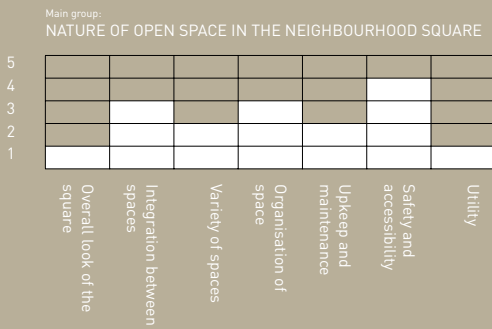 Main group:
NATURE OF OPEN SPACE IN THE NEIGHBOURHOOD SQUARE
5
4
3
2
1
Overall look of the
square
Integration between
spaces
Variety of spaces
Organisation of
space
Upkeep and
maintenance
Safety and
accessibility
Utility